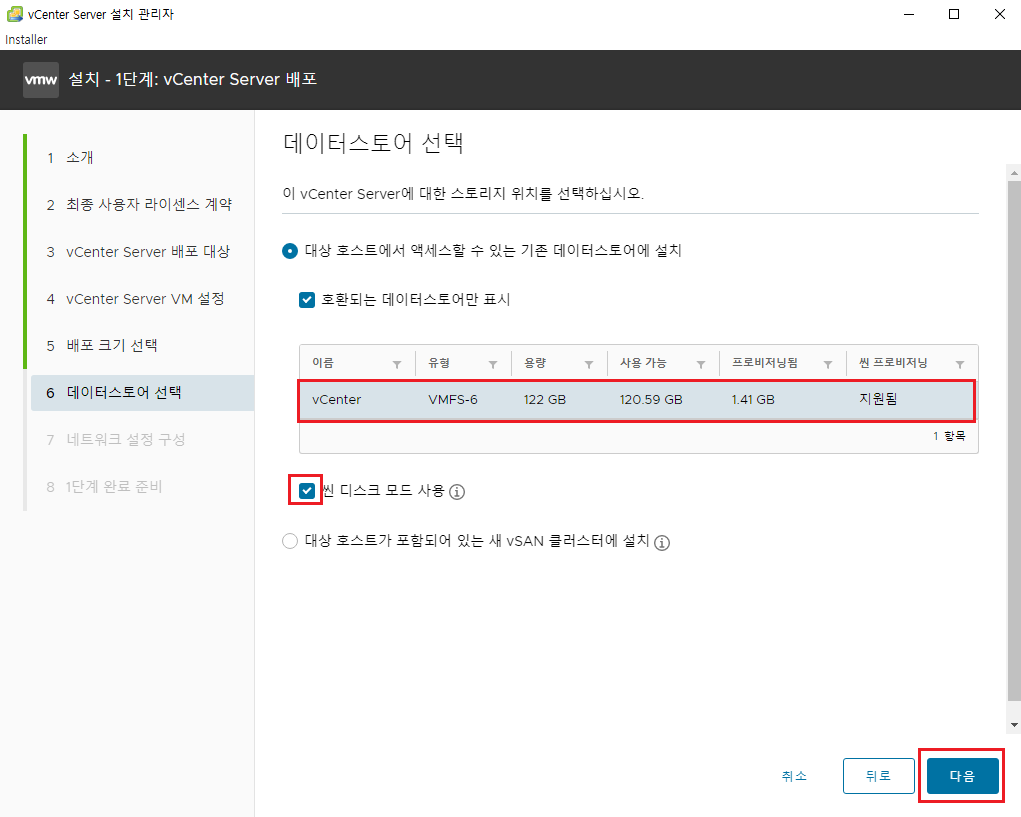 vCenter Server 설치 관리자
Installer
vmw 설치 - 1단계: vCenter Server 배포
1 소개
2 최종 사용자 라이센스 계약
3 vCenter Server 배포 대상
4 vCenter Server VM 설정
5 배포 크기 선택
6 데이터스토어 선택
7 네트워크 설정 구성
8 1단계 완료 준비
데이터스토어 선택
이 vCenter Server에 대한 스토리지 위치를 선택하십시오.
대상 호스트에서 액세스할 수 있는 기존 데이터스토어에 설치
호환되는 데이터스토어만 표시
이름 유형 용량 사용 가능 프로비저닝됨 씬 프로비저닝
vCenter VMFS-6 122 GB 120.59 GB 1.41 GB 지원됨
1 항목
씬 디스크 모드 사용
대상 호스트가 포함되어 있는 새 vSAN 클러스터에 설치
취소 뒤로 다음